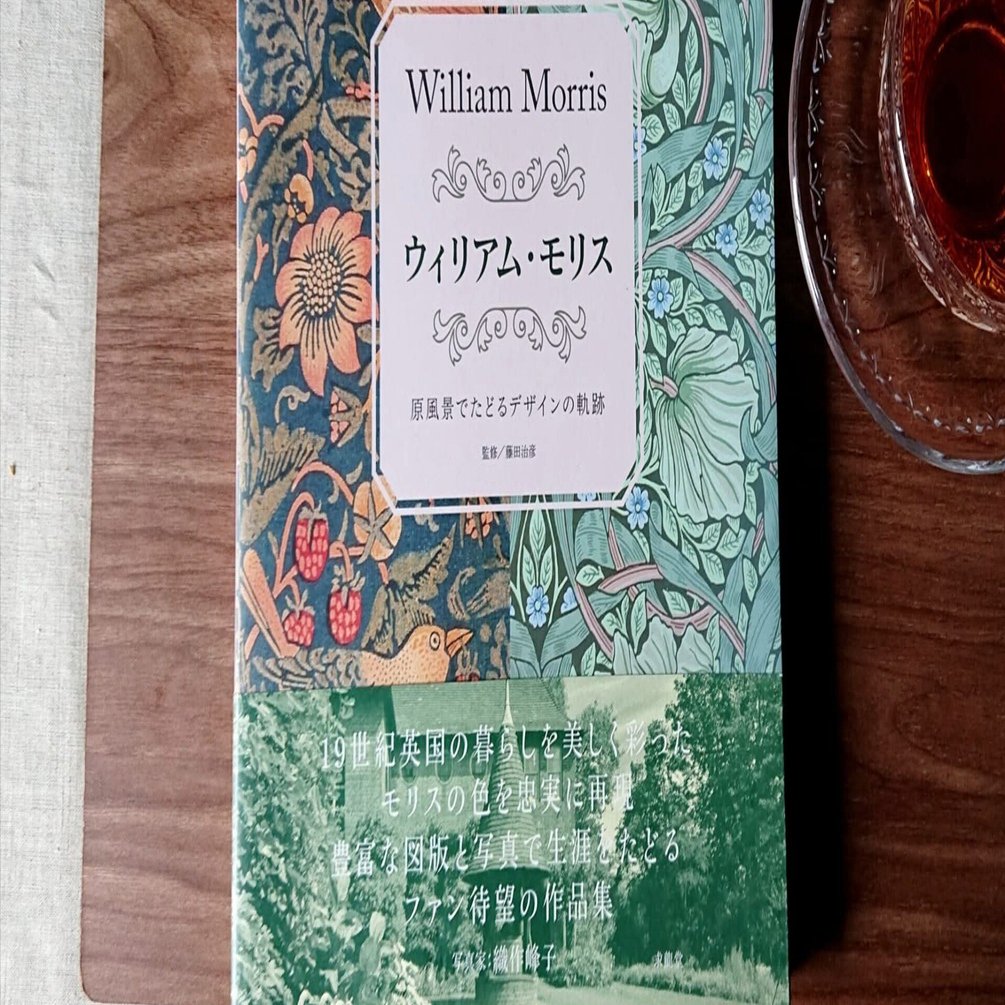 William Morris
ウィリアム・モリス
原風景でたどるデザインの軌跡
監修／藤田治彦
19世紀英国の暮らしを美しく彩った
モリスの色を忠実に再現
豊富な図版と写真で生涯をたどる
ファン待望の作品集
写真家・織作峰子
求龍堂